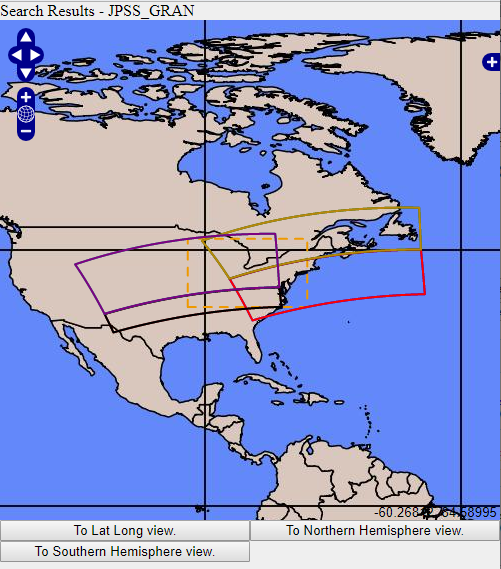 Search Results - JPSS_GRAN
To Lat Long view.
To Northern Hemisphere view.
To Southern Hemisphere view.